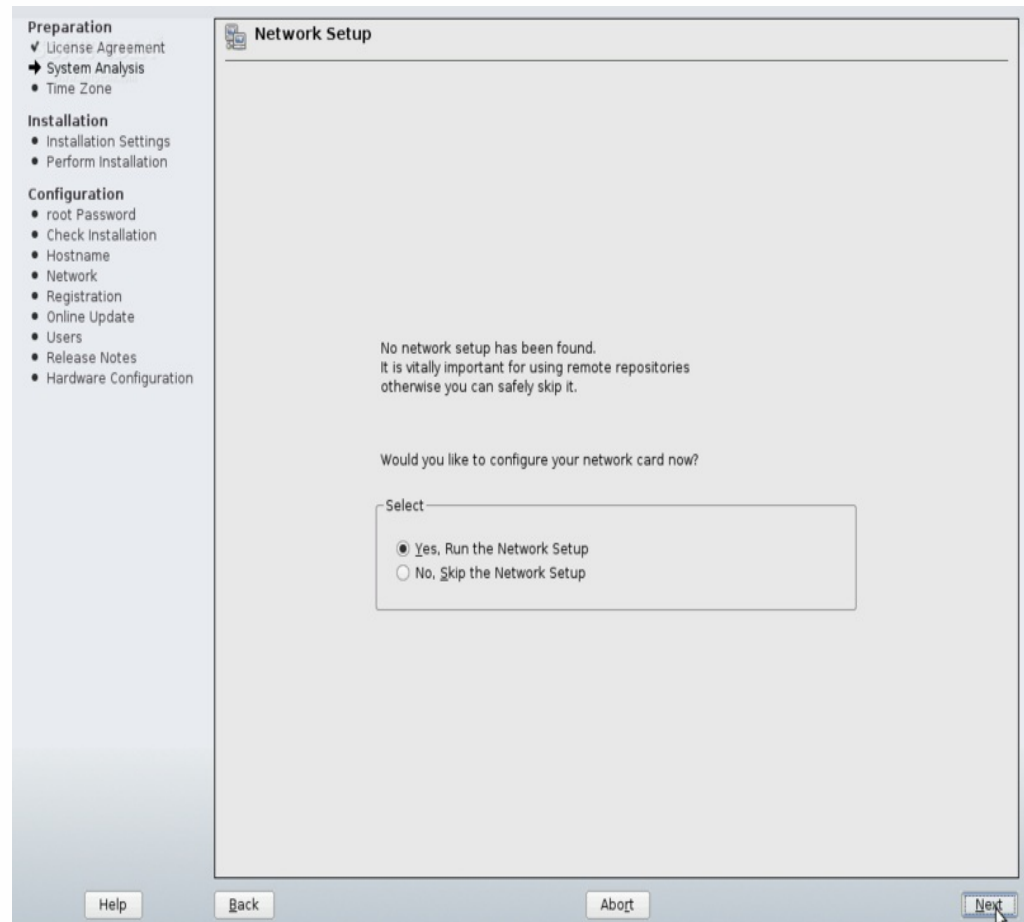 Preparation
License Agreement
System Analysis
Time Zone
Installation
Installation Settings
Perform Installation
Configuration
root Password
Check Installation
Hostname
Network
Registration
Online Update
Users
Release Notes
Hardware Configuration
Network Setup
No network setup has been found.
It is vitally important for using remote repositories
otherwise you can safely skip it.
Would you like to configure your network card now?
Select
Yes, Run the Network Setup
No, Skip the Network Setup
Help
Back
Abort
Next